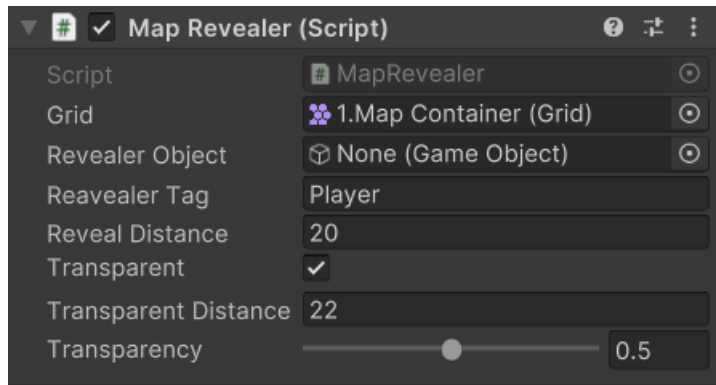 Map Revealer (Script)
Script MapRevealer
Grid 1.Map Container (Grid)
Revealer Object None (Game Object)
Reavealer Tag Player
Reveal Distance 20
Transparent
Transparent Distance 22
Transparency 0.5